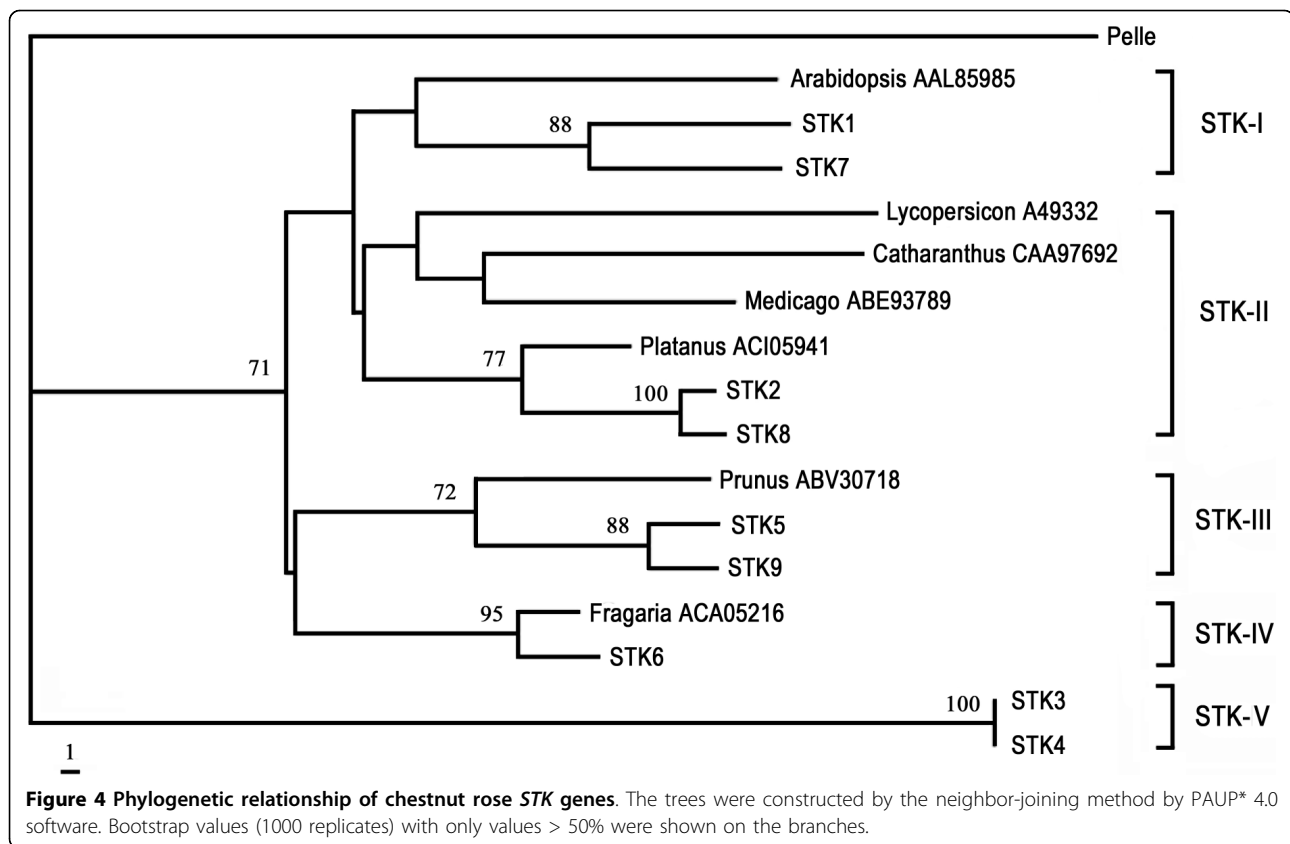 Pelle
Arabidopsis AAL85985
88
STK1
STK7
STK-I
Lycopersicon A49332
Catharanthus CAA97692
Medicago ABE93789
71
77
Platanus ACI05941
100
STK2
STK8
STK-II
72
Prunus ABV30718
88
STK5
STK9
STK-III
95
Fragaria ACA05216
STK6
STK-IV
100
STK3
STK4
STK-V
1
Figure 4 Phylogenetic relationship of chestnut rose STK genes. The trees were constructed by the neighbor-joining method by PAUP* 4.0
software. Bootstrap values (1000 replicates) with only values > 50% were shown on the branches.